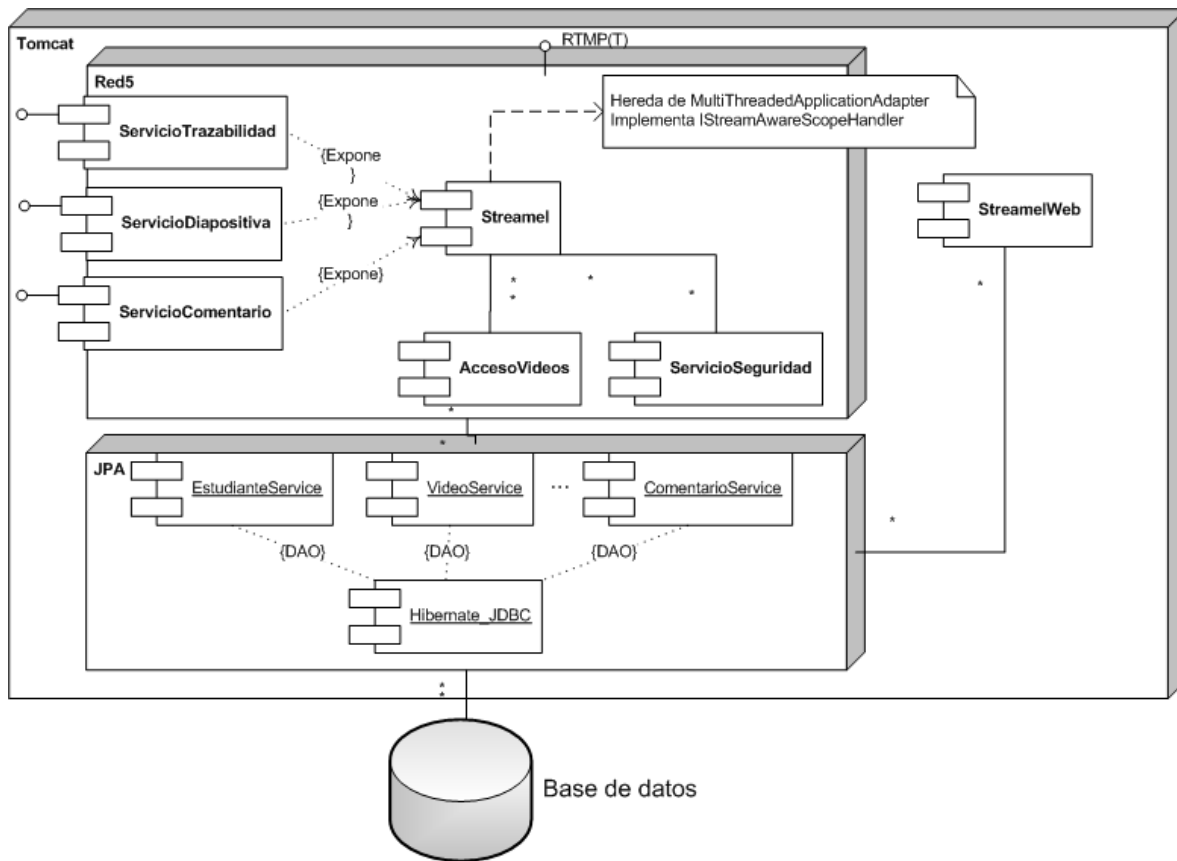 Tomcat
RTMP(T)
Red5
Hereda de MultiThreadedApplicationAdapter
Implementa IStreamAwareScopeHandler
ServicioTrazabilidad
{Expone
}
ServicioDiapositiva
{Expone
}
Streamel
StreamelWeb
{Expone}
ServicioComentario
*
*
*
*
*
AccesoVideos
ServicioSeguridad
*
*
JPA
EstudianteService
VideoService
...
ComentarioService
*
{DAO}
{DAO}
{DAO}
Hibernate_JDBC
*
*
Base de datos